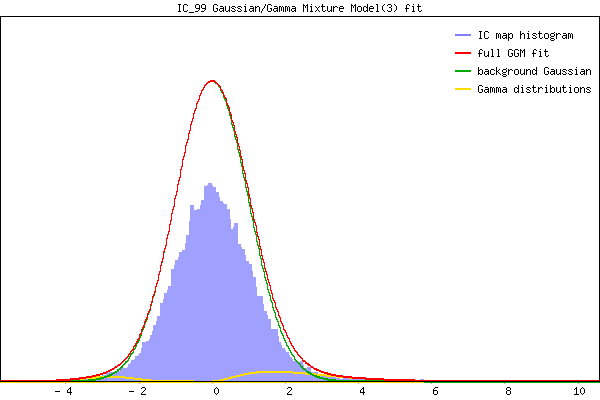 IC_99 Gaussian/Gamma Mixture Model(3) fit
IC map histogram
full GGM fit
background Gaussian
Gamma distributions
-4 -2 0 2 4 6 8 10